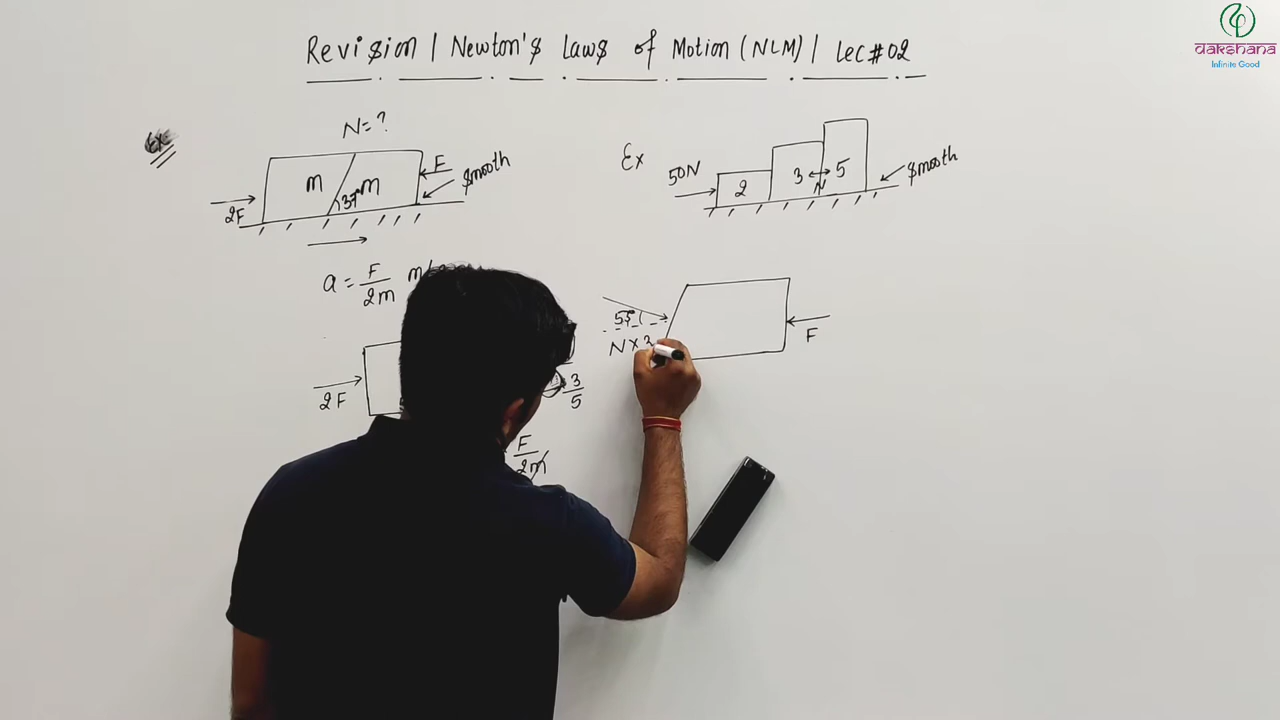 Revision | Newton's Laws of Motion (NLM) | Lec # 02
dakshana
Infinite Good
Ex
N = ?
m
m
37°
2F
F
smooth
Ex
50N
2
3
5
N
smooth
a = F/2m
2F
3/5
F/2m
N × 3
F